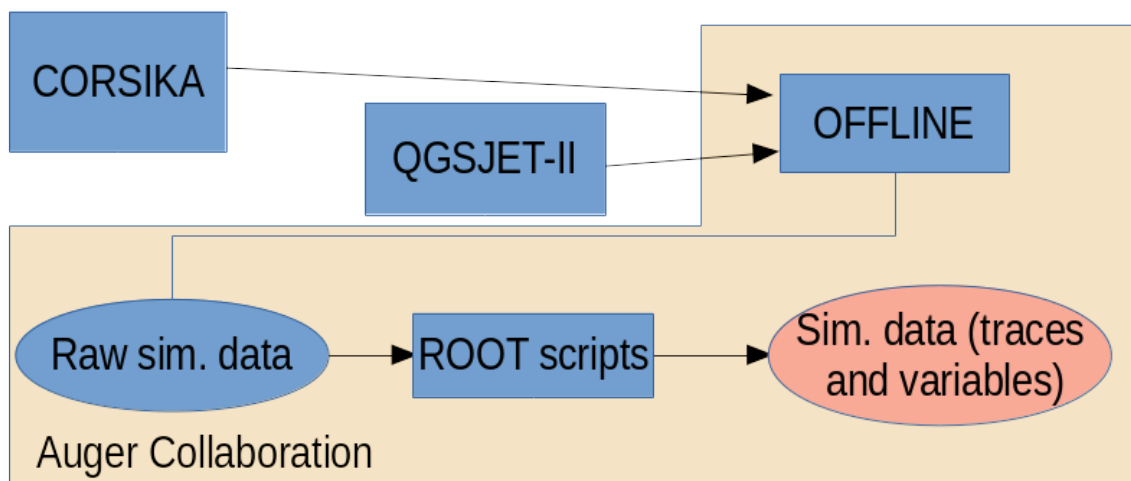 CORSIKA
QGSJET-II
OFFLINE
Raw sim. data
ROOT scripts
Sim. data (traces
and variables)
Auger Collaboration